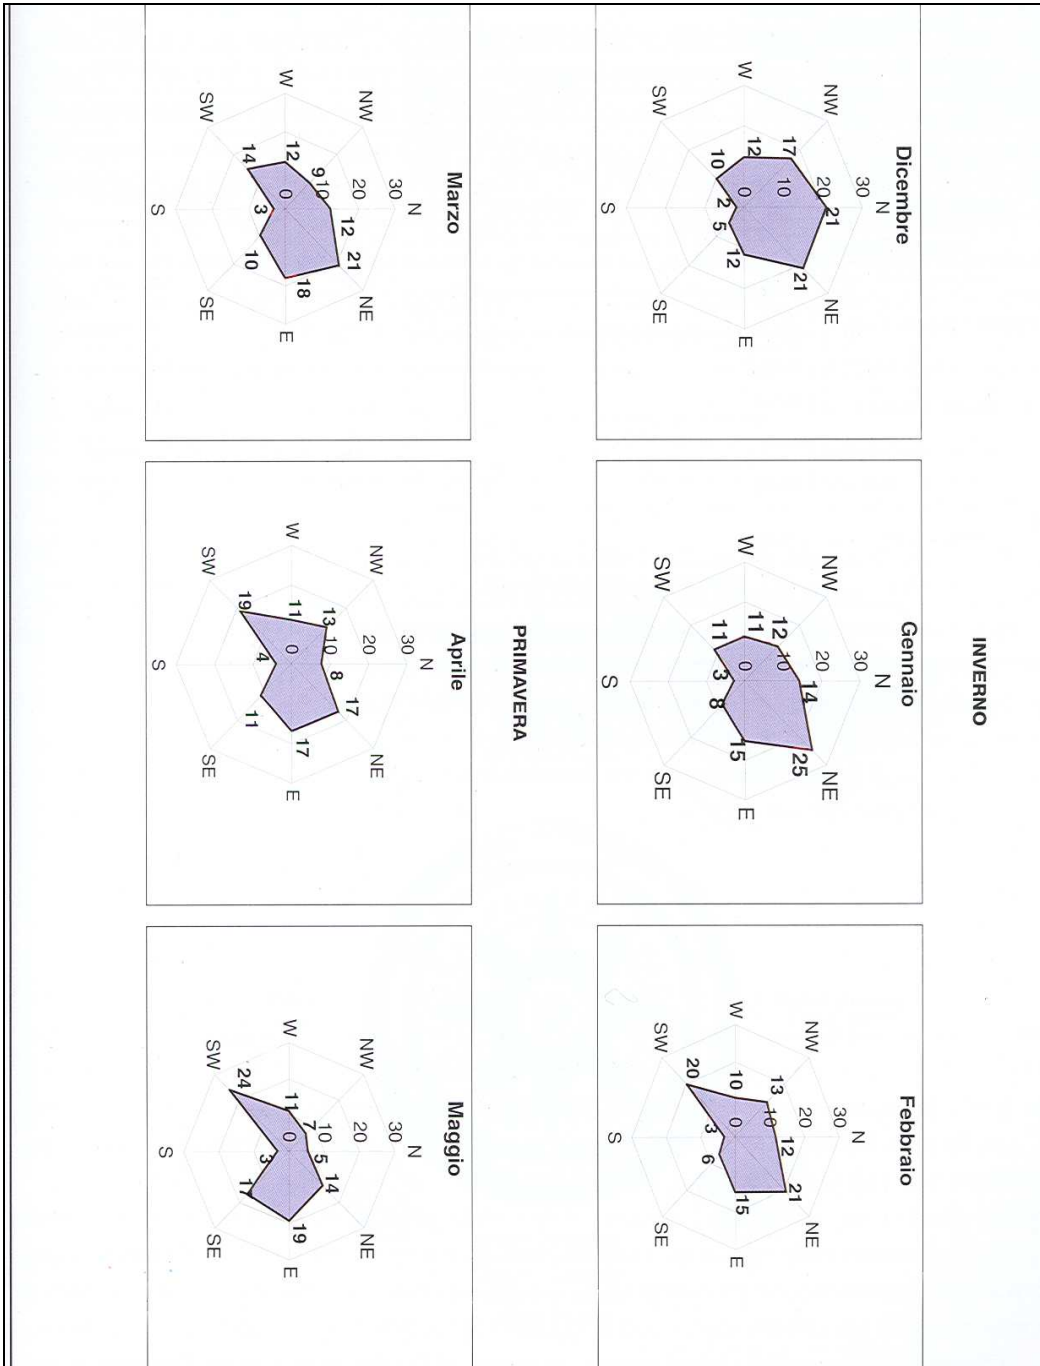 INVERNO
Dicembre
N
30
NW 20 21 NE
17 10 21
W 12 0 12 E
10 2 5
SW SE
S
Gennaio
N
30
NW 20 NE
12 10 14 25
W 11 0 15 E
11 3 8
SW SE
S
Febbraio
N
30
NW 20 NE
13 10 12 21
W 10 0 15 E
20 3 6
SW SE
S
PRIMAVERA
Marzo
N
30
NW 20 NE
9 10 12 21
W 12 0 18 E
14 3 10
SW SE
S
Aprile
N
30
NW 20 NE
13 10 8 17
W 11 0 17 E
19 4 11
SW SE
S
Maggio
N
30
NW 20 NE
7 10 5 14
W 11 0 19 E
24 3 17
SW SE
S